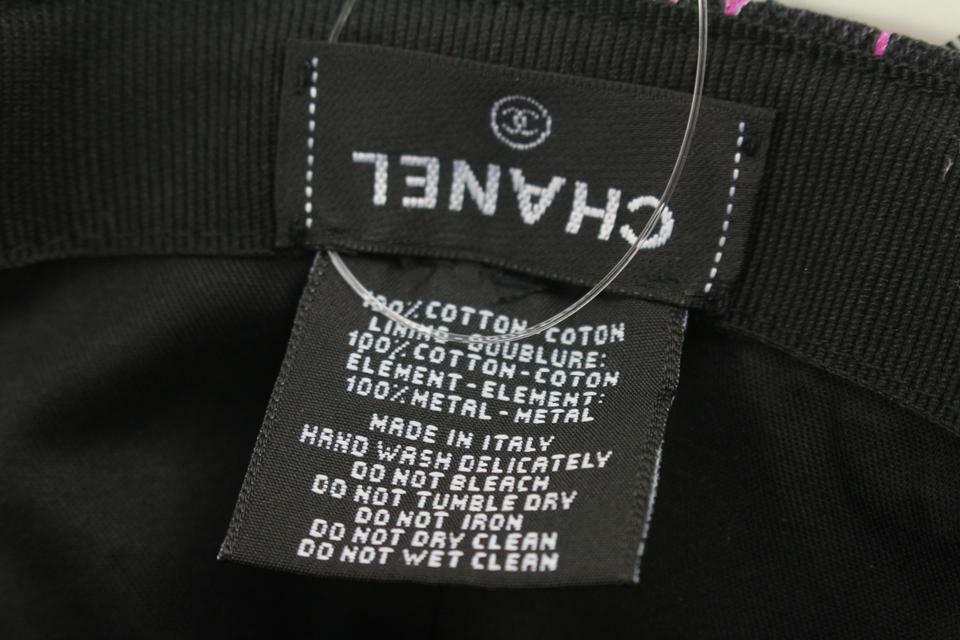 CHANEL
100% COTTON - COTON
LINING - DOUBLURE:
100% COTTON - COTON
ELEMENT - ELEMENT:
100% METAL - METAL
MADE IN ITALY
HAND WASH DELICATELY
DO NOT BLEACH
DO NOT TUMBLE DRY
DO NOT IRON
DO NOT DRY CLEAN
DO NOT WET CLEAN